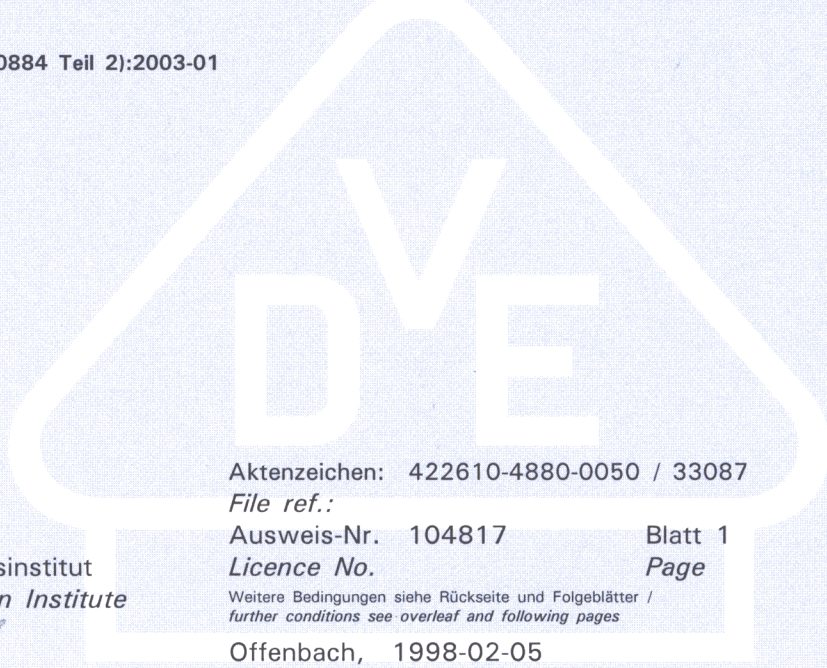 0884 Teil 2):2003-01
VDE
Aktenzeichen: 422610-4880-0050 / 33087
File ref.:
Ausweis-Nr. 104817 Blatt 1
sinstitut Licence No. Page
n Institute Weitere Bedingungen siehe Rückseite und Folgeblätter /
further conditions see overleaf and following pages
Offenbach, 1998-02-05